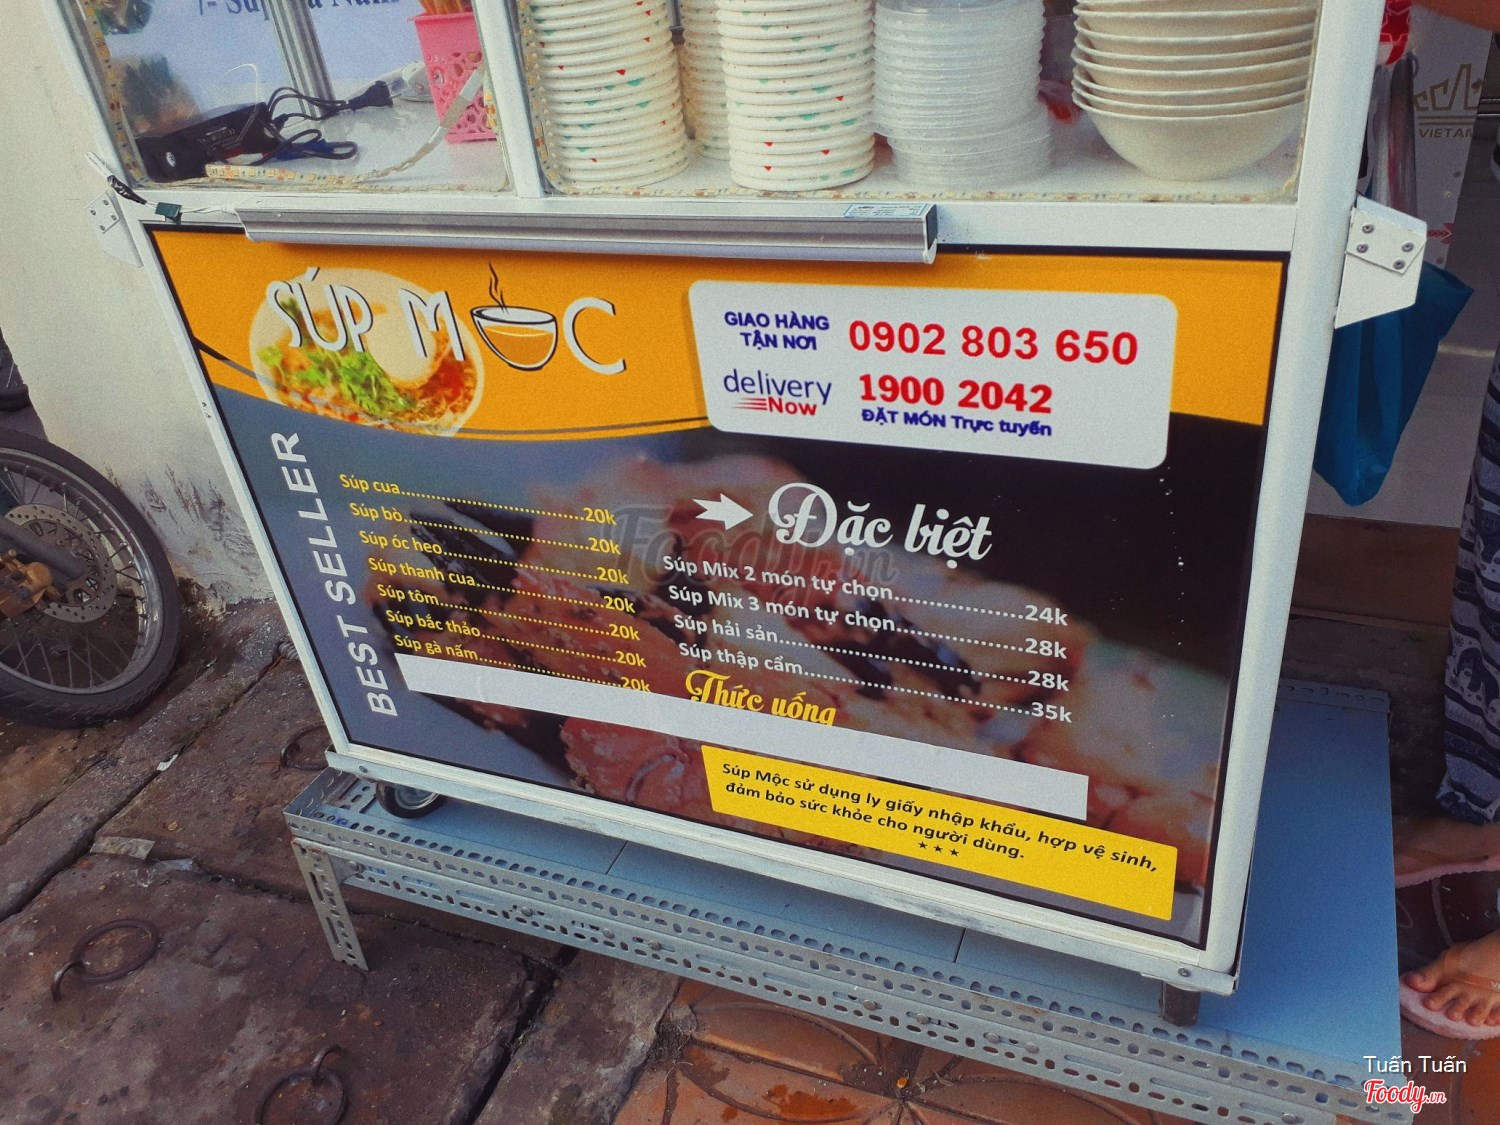 SÚP MỘC
GIAO HÀNG
TẬN NƠI
0902 803 650
delivery
Now
1900 2042
ĐẶT MÓN Trực tuyến
BEST SELLER
Súp cua 20k
Súp bò 20k
Súp óc heo 20k
Súp thanh cua 20k
Súp tôm 20k
Súp bắc thảo 20k
Súp gà nấm 20k
Đặc biệt
Súp Mix 2 món tự chọn 24k
Súp Mix 3 món tự chọn 28k
Súp hải sản 28k
Súp thập cẩm 35k
Thức uống
Súp Mộc sử dụng ly giấy nhập khẩu, hợp vệ sinh,
đảm bảo sức khỏe cho người dùng.
Foody.vn
Tuấn Tuấn
Foody.vn